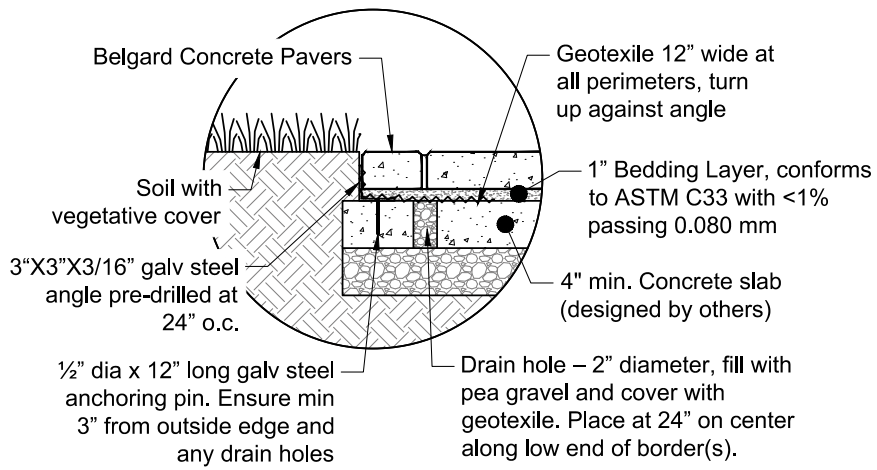 Belgard Concrete Pavers
Geotexile 12” wide at
all perimeters, turn
up against angle
Soil with
vegetative cover
1” Bedding Layer, conforms
to ASTM C33 with <1%
passing 0.080 mm
3“X3”X3/16” galv steel
angle pre-drilled at
24” o.c.
4" min. Concrete slab
(designed by others)
½” dia x 12” long galv steel
anchoring pin. Ensure min
3” from outside edge and
any drain holes
Drain hole – 2” diameter, fill with
pea gravel and cover with
geotexile. Place at 24” on center
along low end of border(s).